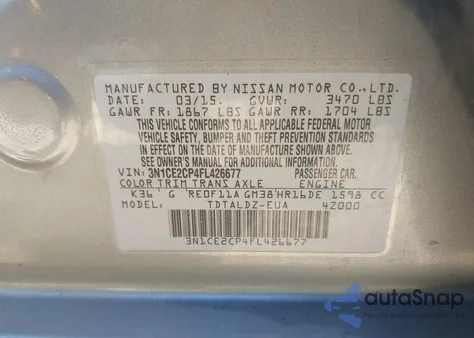 MANUFACTURED BY NISSAN MOTOR CO., LTD.
DATE: 03/15. GVWR: 3470 LBS
GAWR FR: 1867 LBS GAWR RR: 1704 LBS
THIS VEHICLE CONFORMS TO ALL APPLICABLE FEDERAL MOTOR
VEHICLE SAFETY, BUMPER, AND THEFT PREVENTION STANDARDS
IN EFFECT ON THE DATE OF MANUFACTURE SHOWN ABOVE.
SEE OWNER'S MANUAL FOR ADDITIONAL INFORMATION
VIN: 3N1CE2CP4FL426677 PASSENGER CAR.
COLOR TRIM TRANS AXLE ENGINE
K36 G RE0F11A GM38 HR16DE 1598 CC
MODEL: TDTALDZ-EUA 42000
3N1CE2CP4FL426677
autaSnap